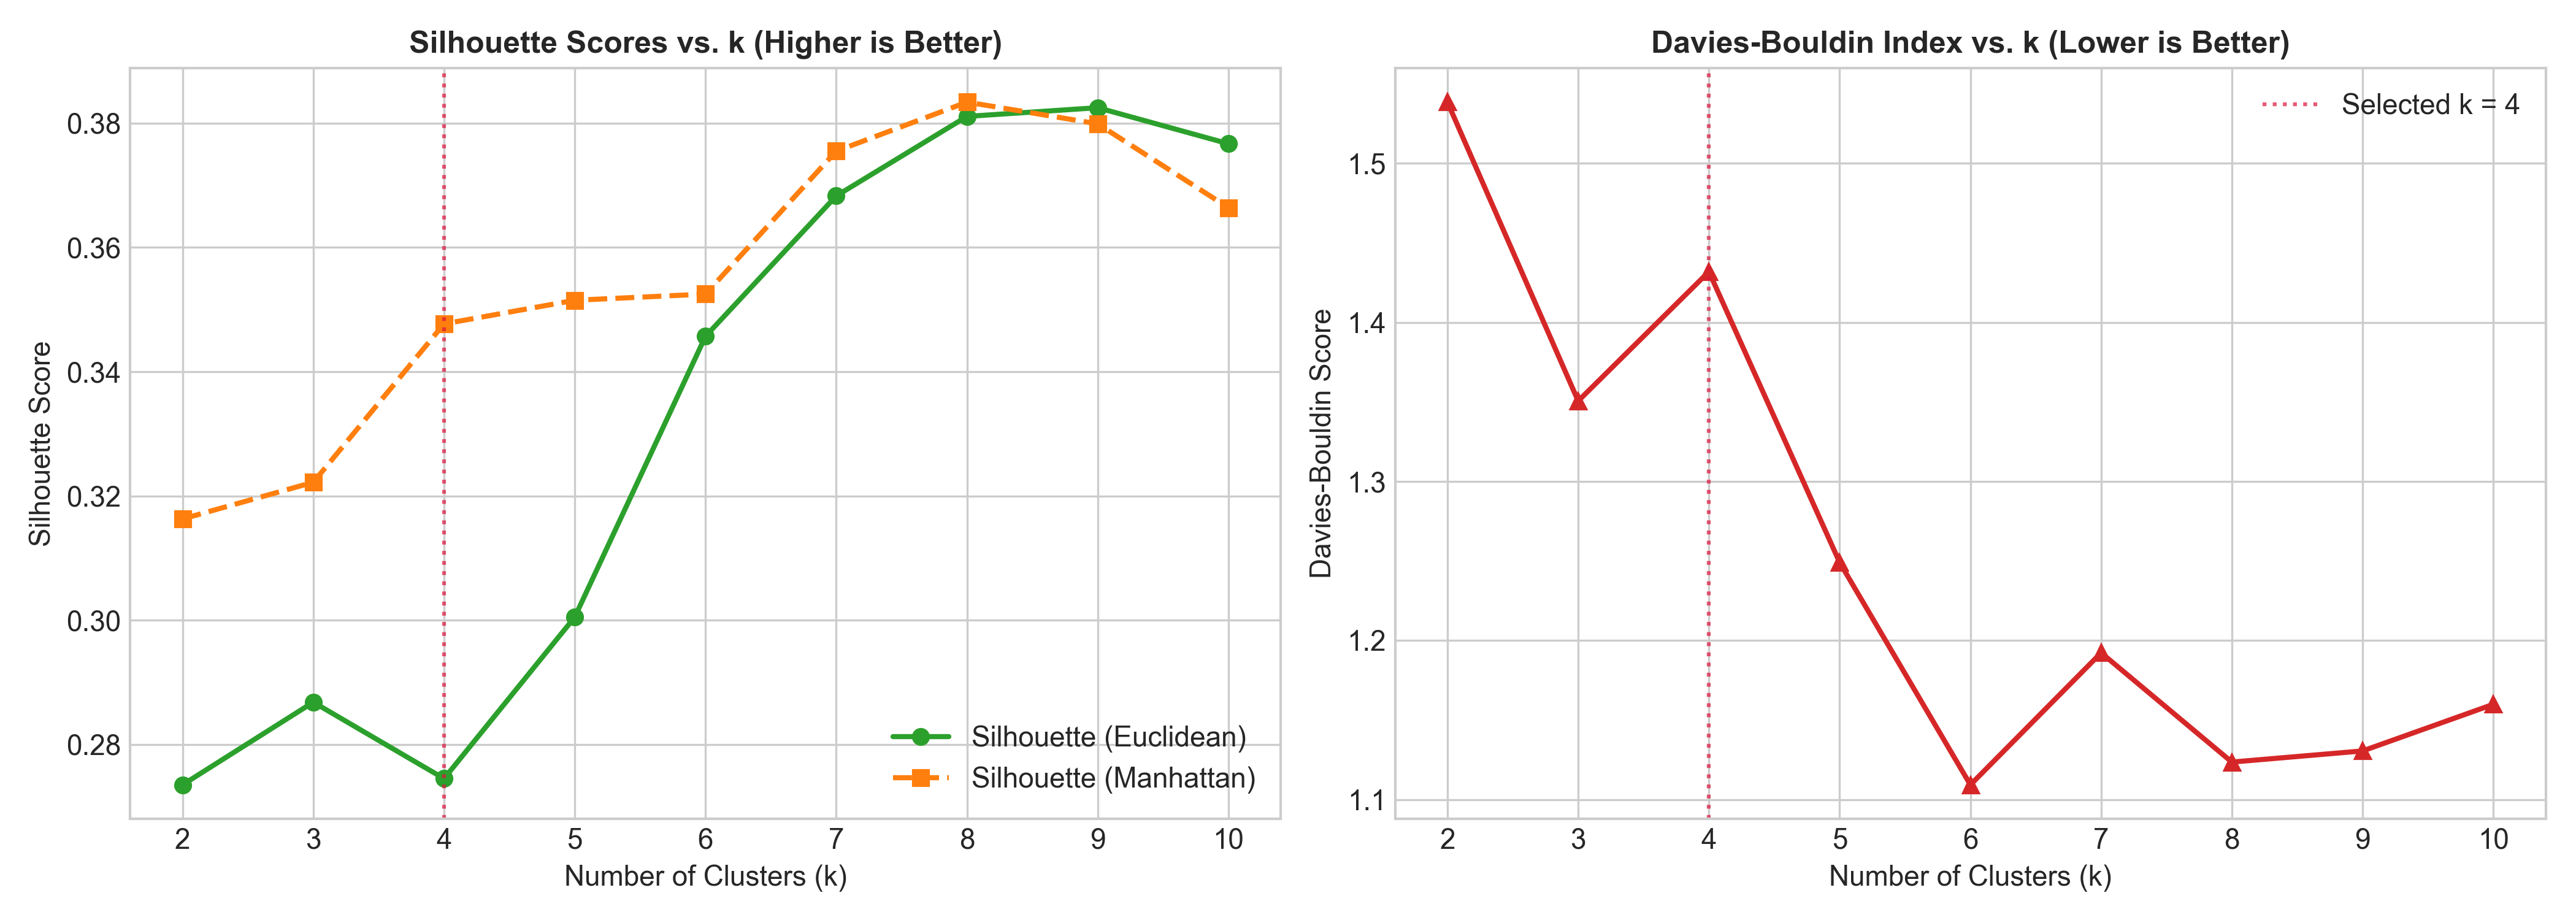 Silhouette Scores vs. k (Higher is Better)
Silhouette Score
0.38
0.36
0.34
0.32
0.30
0.28
2 3 4 5 6 7 8 9 10
Number of Clusters (k)
Silhouette (Euclidean)
Silhouette (Manhattan)
Davies-Bouldin Index vs. k (Lower is Better)
Davies-Bouldin Score
1.5
1.4
1.3
1.2
1.1
2 3 4 5 6 7 8 9 10
Number of Clusters (k)
Selected k = 4